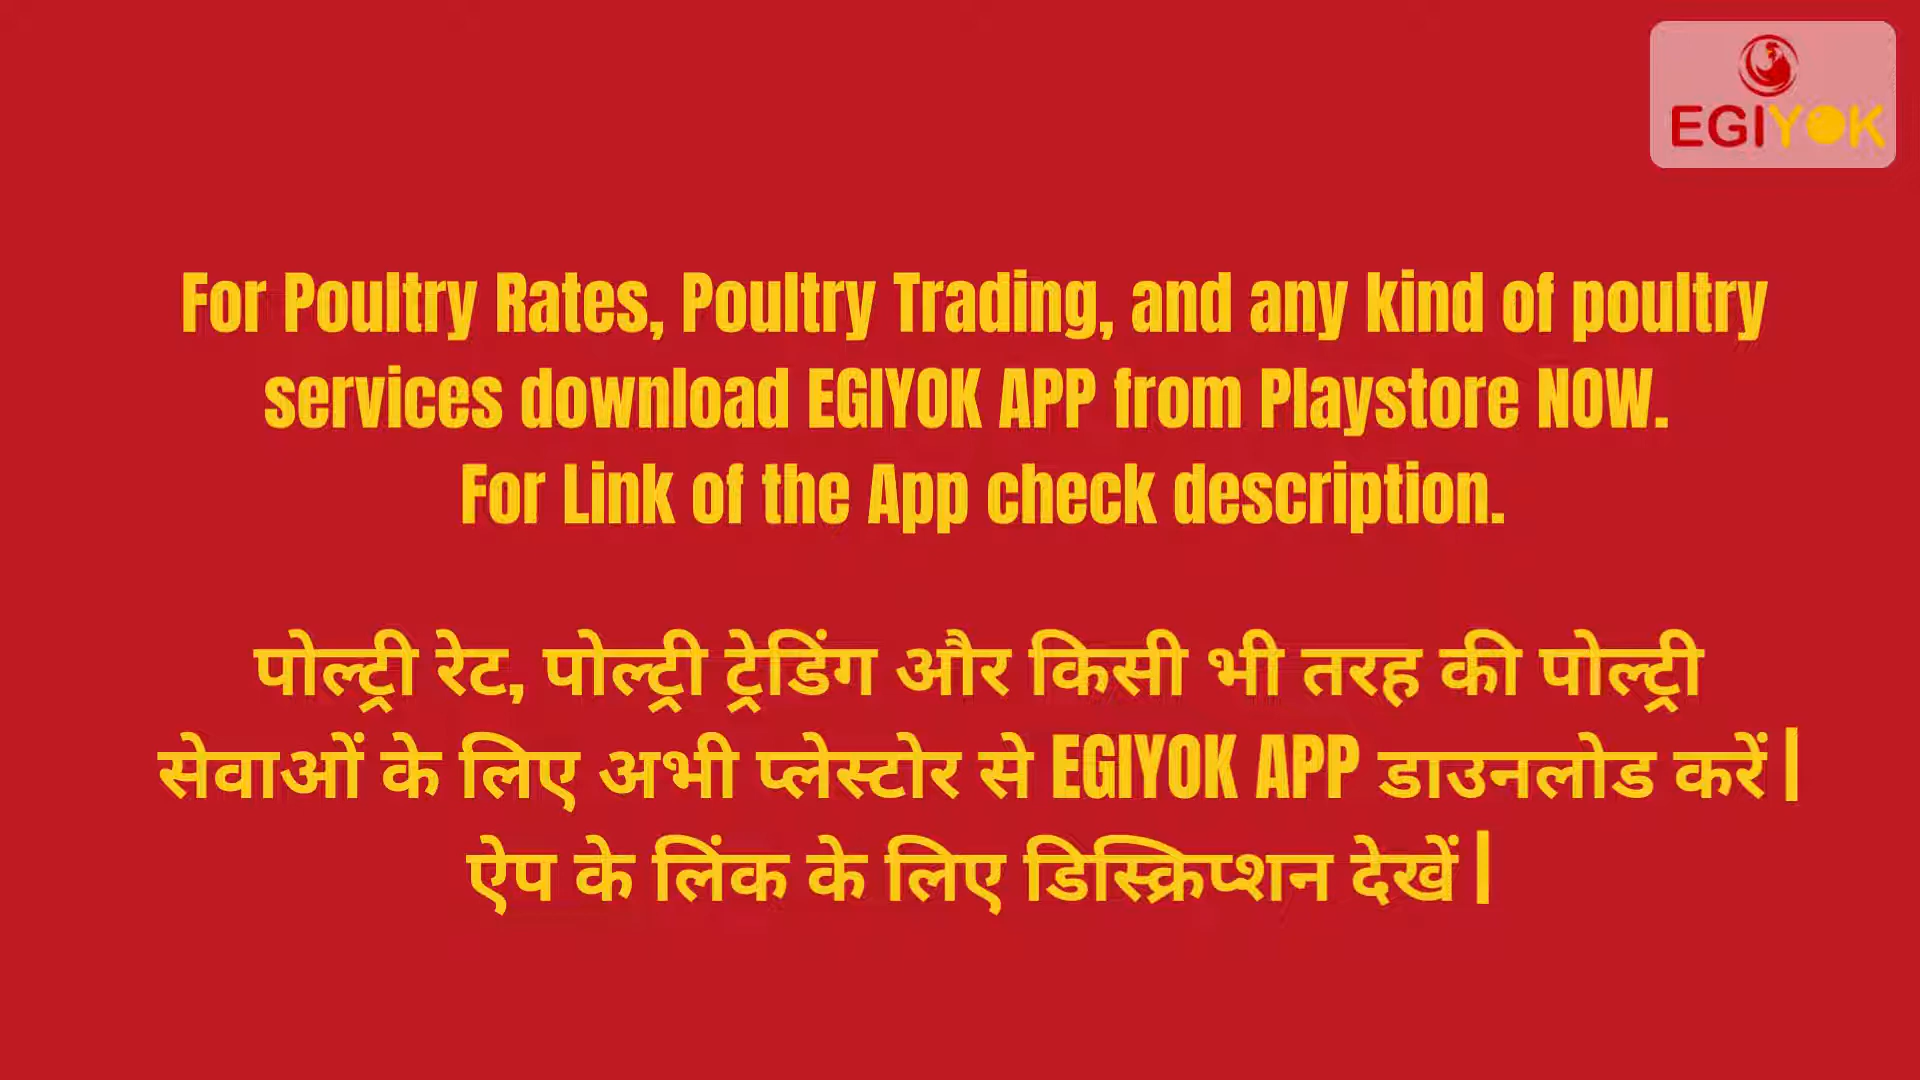 EGIYOK
For Poultry Rates, Poultry Trading, and any kind of poultry
services download EGIYOK APP from Playstore NOW.
For Link of the App check description.
पोल्ट्री रेट, पोल्ट्री ट्रेडिंग और किसी भी तरह की पोल्ट्री
सेवाओं के लिए अभी प्लेस्टोर से EGIYOK APP डाउनलोड करें|
ऐप के लिंक के लिए डिस्क्रिप्शन देखें|